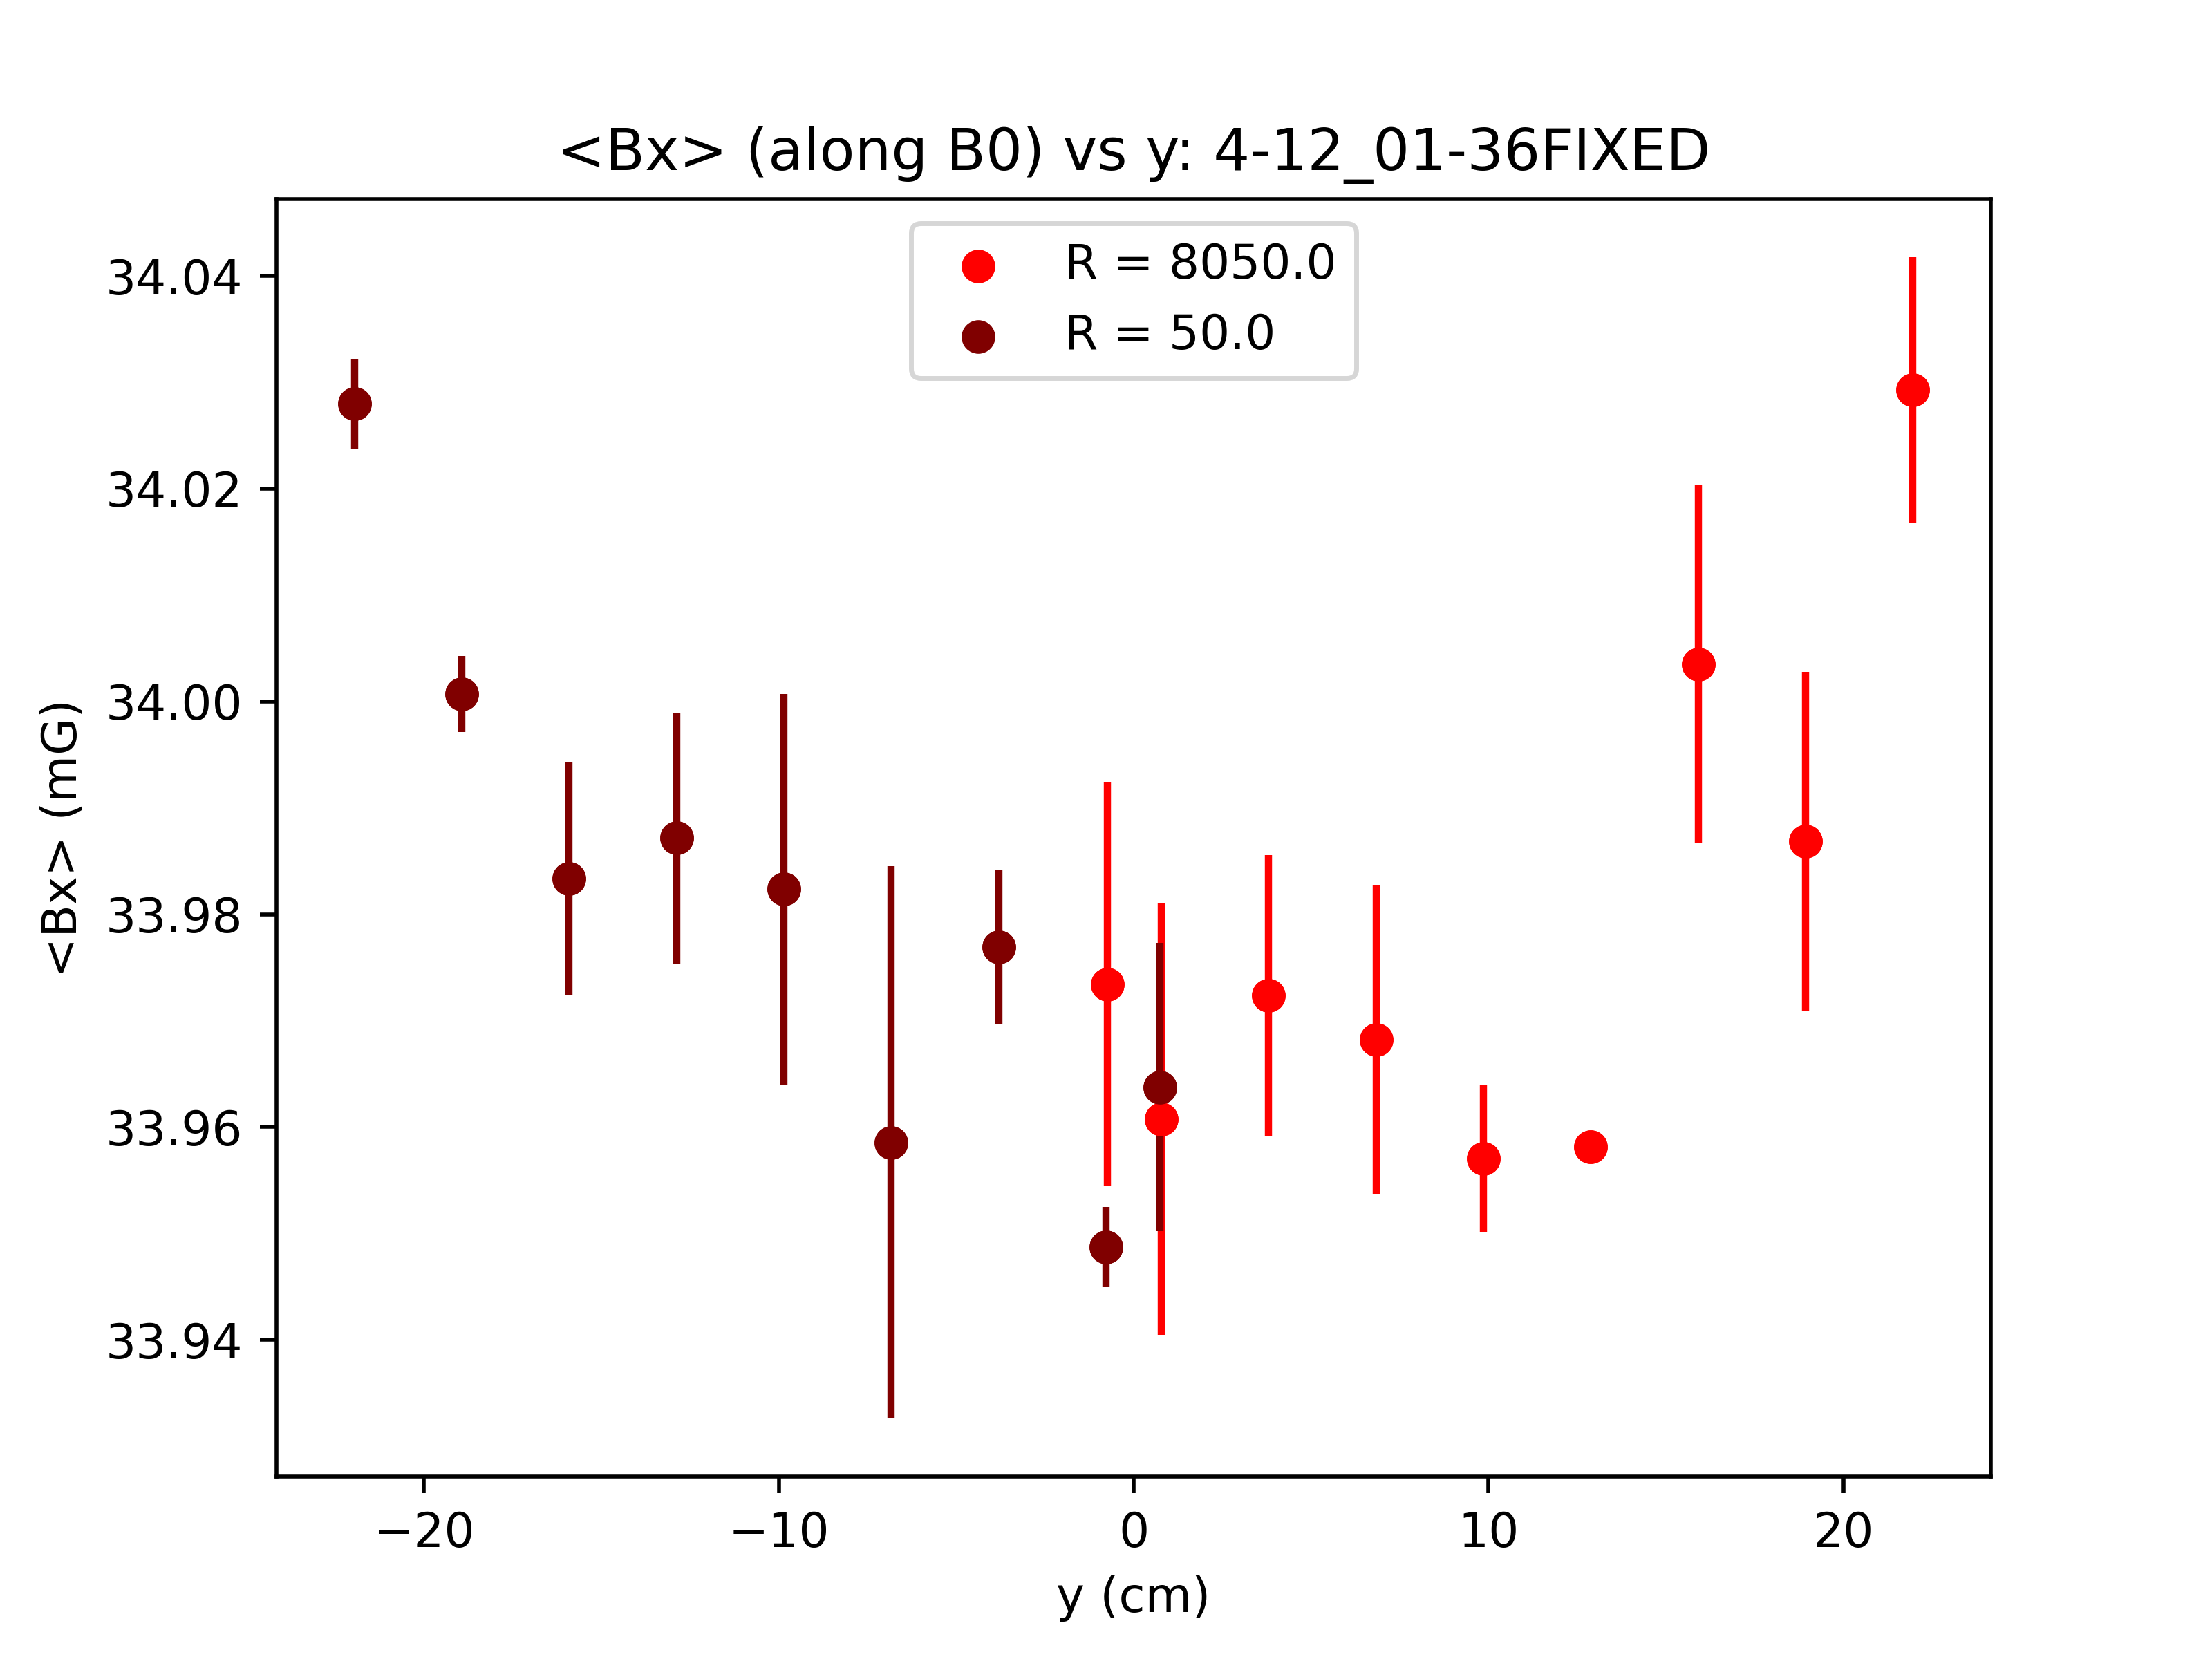 <Bx> (along B0) vs y: 4-12_01-36FIXED
R = 8050.0
R = 50.0
34.04
34.02
34.00
33.98
33.96
33.94
<Bx> (mG)
−20
−10
0
10
20
y (cm)